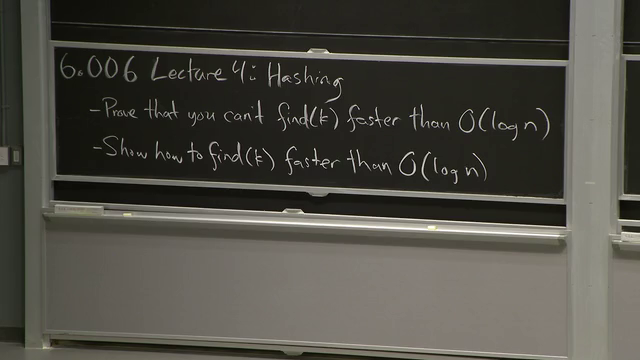 6.006 Lecture 4: Hashing
- Prove that you can't find(k) faster than O(log n)
- Show how to find(k) faster than O(log n)